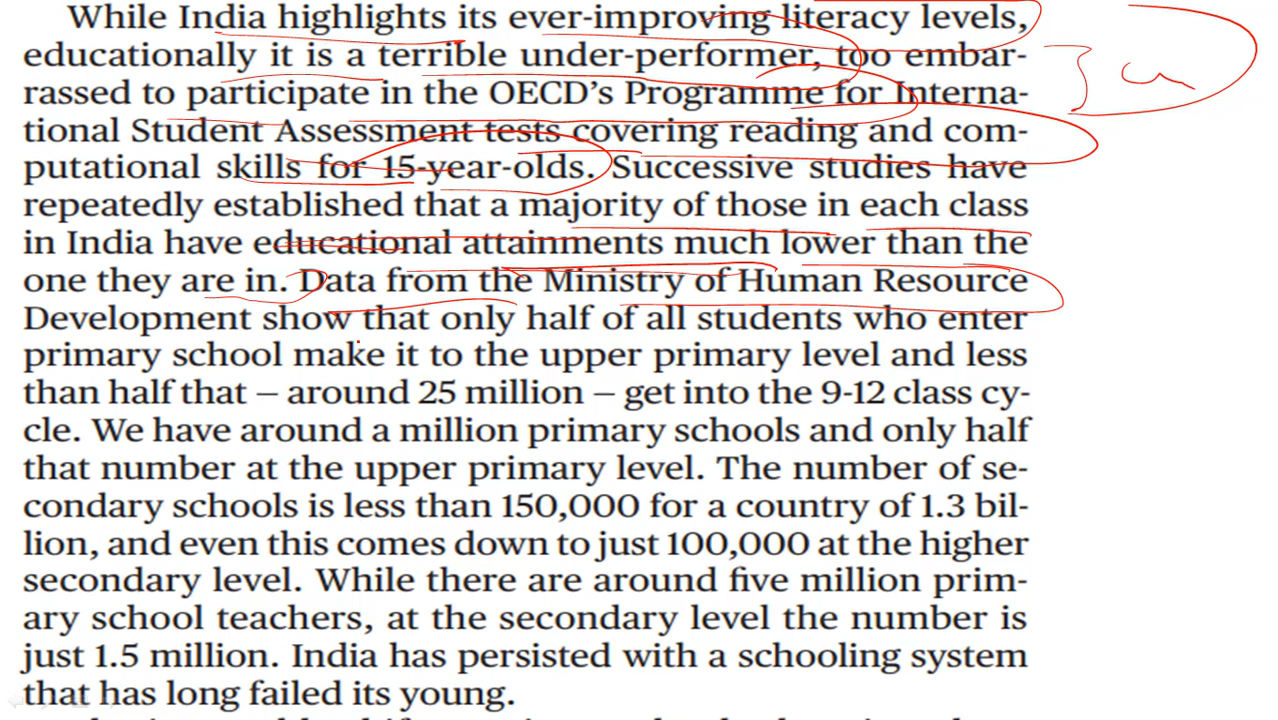 While India highlights its ever-improving literacy levels,
educationally it is a terrible under-performer, too embar-
rassed to participate in the OECD's Programme for Interna-
tional Student Assessment tests covering reading and com-
putational skills for 15-year-olds. Successive studies have
repeatedly established that a majority of those in each class
in India have educational attainments much lower than the
one they are in. Data from the Ministry of Human Resource
Development show that only half of all students who enter
primary school make it to the upper primary level and less
than half that – around 25 million – get into the 9-12 class cy-
cle. We have around a million primary schools and only half
that number at the upper primary level. The number of se-
condary schools is less than 150,000 for a country of 1.3 bil-
lion, and even this comes down to just 100,000 at the higher
secondary level. While there are around five million prim-
ary school teachers, at the secondary level the number is
just 1.5 million. India has persisted with a schooling system
that has long failed its young.